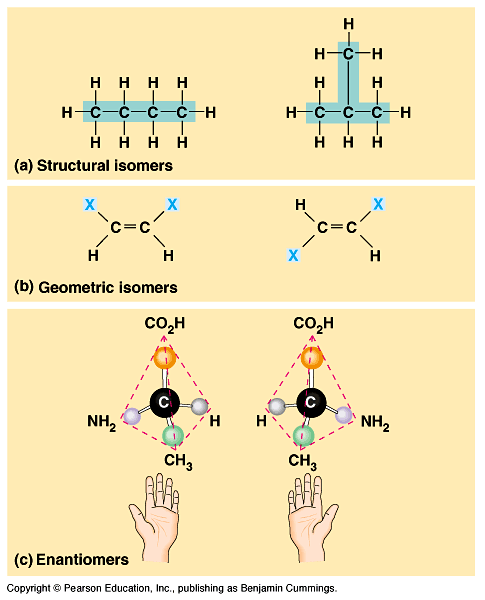 H
H H H H H C H
H H
H C C C C H H C C C H
H H H H H H H
(a) Structural isomers
X X H X
C = C C = C
H H X H
(b) Geometric isomers
CO2H CO2H
C C
NH2 H H NH2
CH3 CH3
(c) Enantiomers
Copyright © Pearson Education, Inc., publishing as Benjamin Cummings.